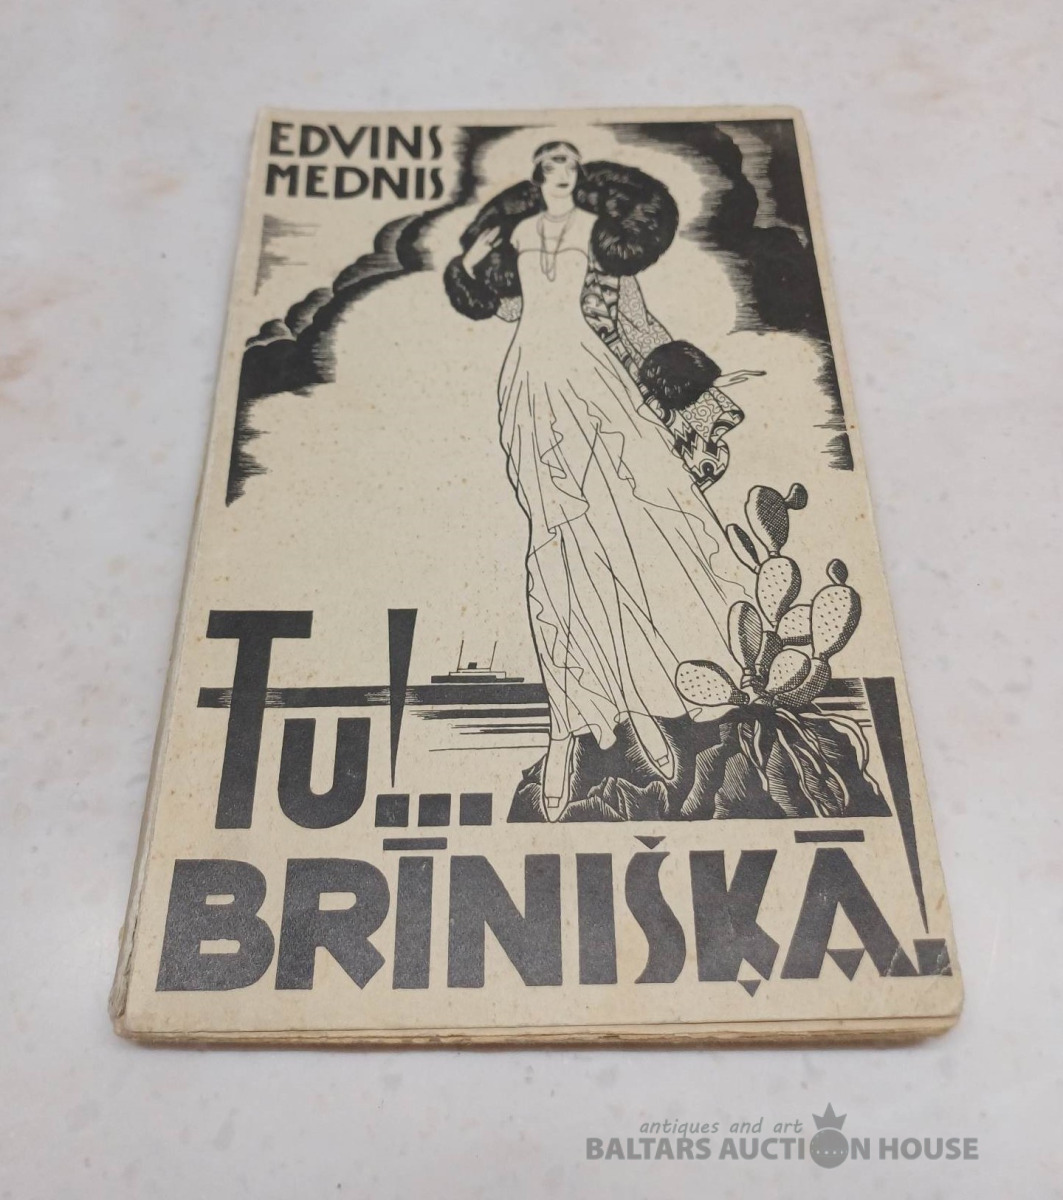 EDVINS
MEDNIS
TU!...
BRĪNIŠĶĀ!
antiques and art
BALTARS AUCTION HOUSE